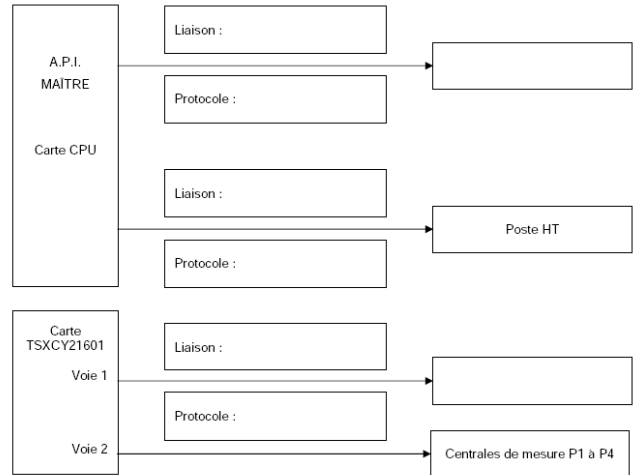 Liaison :
A.P.I.
MAÎTRE
Protocole :
Carte CPU
Liaison :
Poste HT
Protocole :
Carte
TSXCY21601
Liaison :
Voie 1
Protocole :
Voie 2
Centrales de mesure P1 à P4